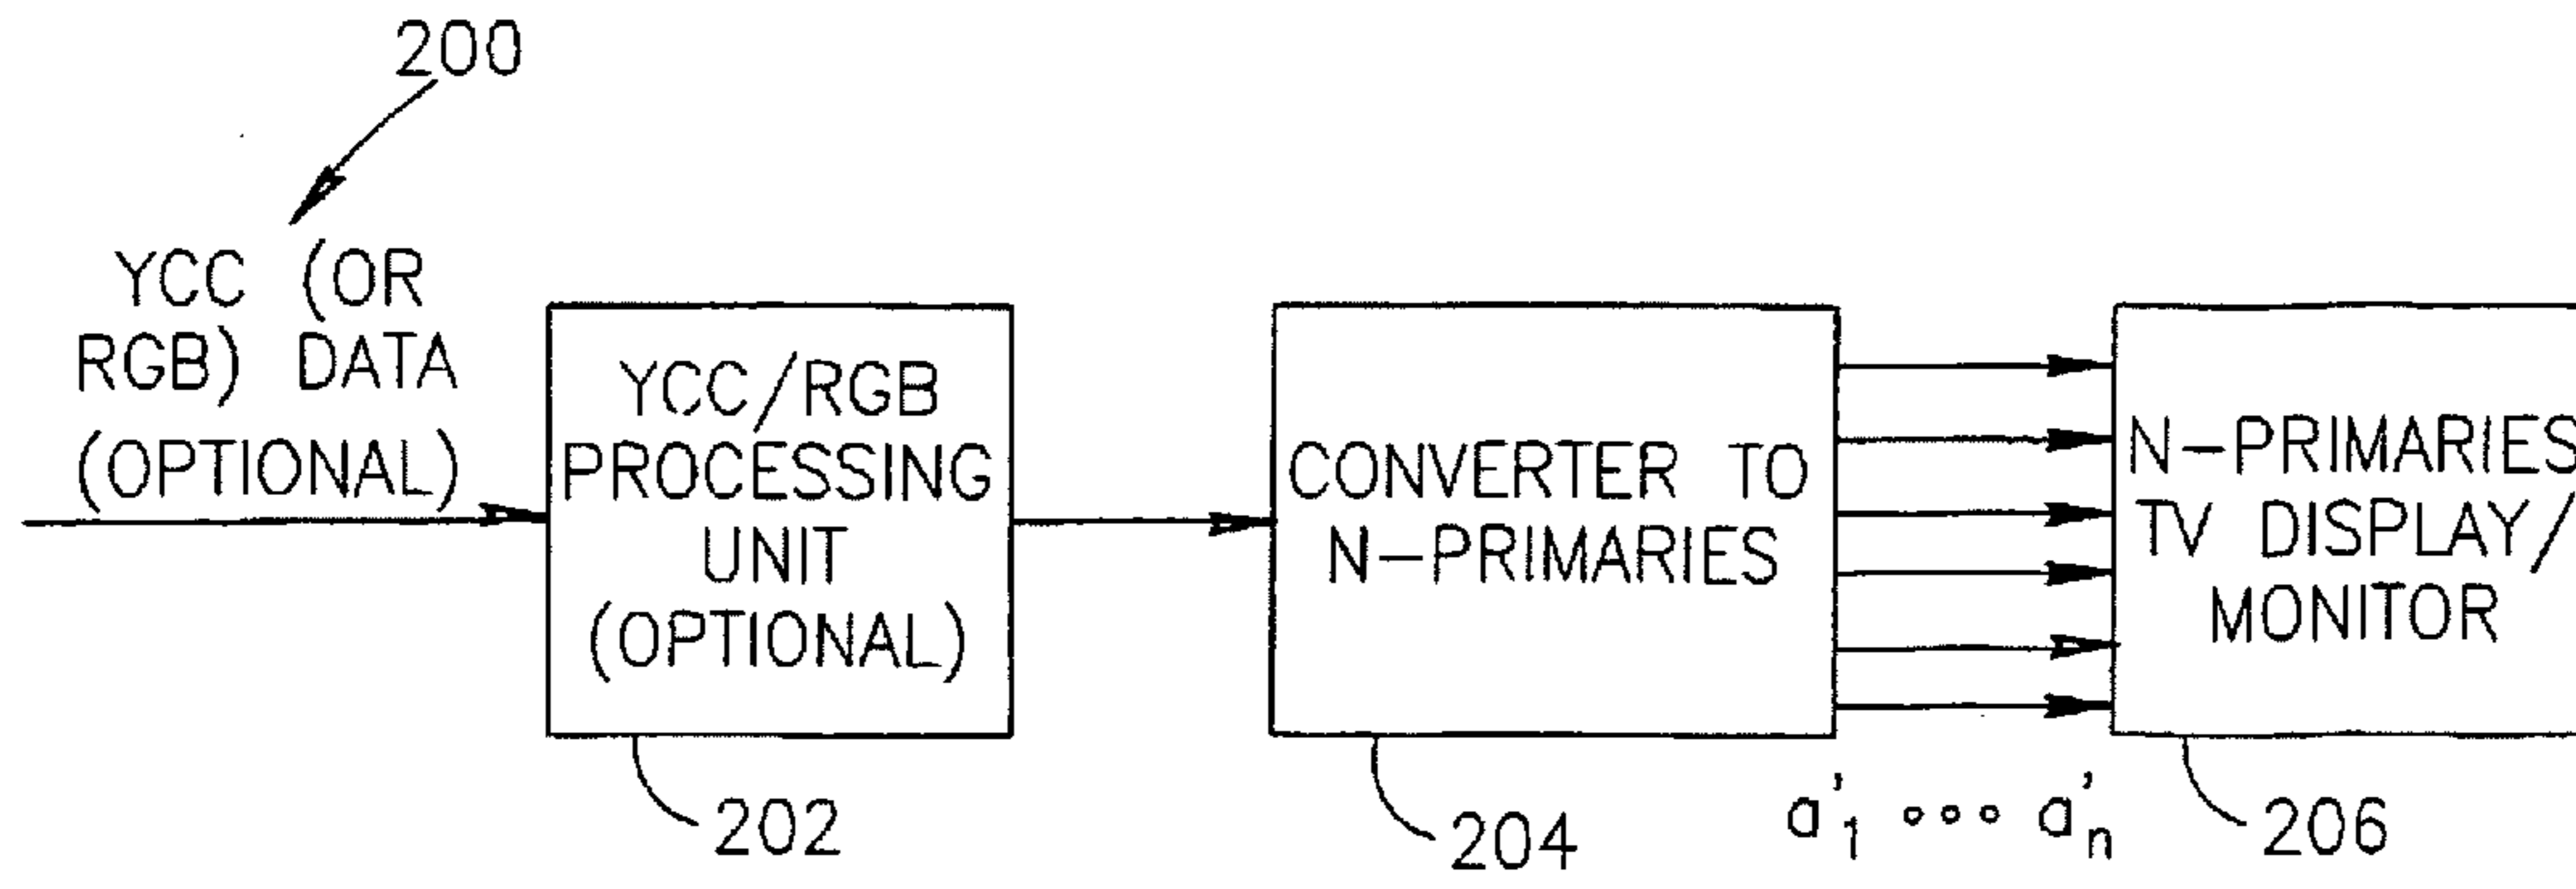 200
YCC (OR
RGB) DATA
(OPTIONAL)
YCC/RGB
PROCESSING
UNIT
(OPTIONAL)
202
CONVERTER TO
N-PRIMARIES
204
a'1 ∘∘∘ a'n
N-PRIMARIES
TV DISPLAY/
MONITOR
206